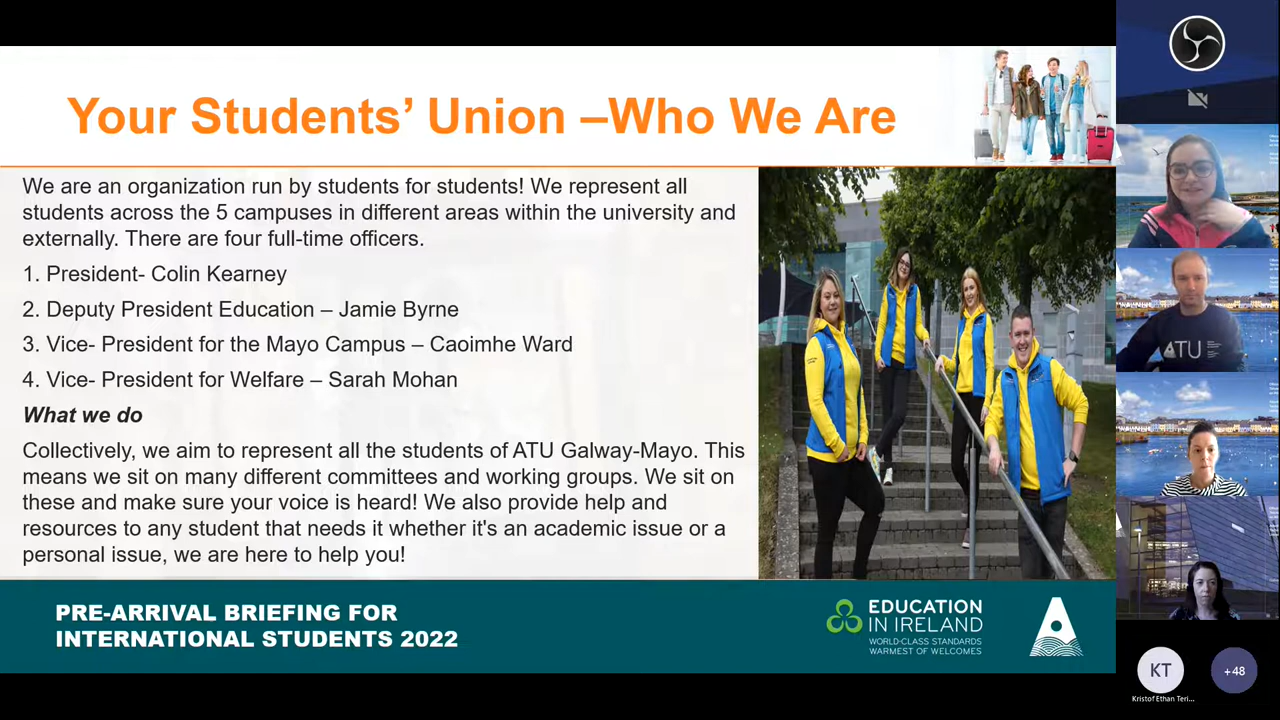 Your Students’ Union –Who We Are
We are an organization run by students for students! We represent all
students across the 5 campuses in different areas within the university and
externally. There are four full-time officers.
1. President- Colin Kearney
2. Deputy President Education – Jamie Byrne
3. Vice- President for the Mayo Campus – Caoimhe Ward
4. Vice- President for Welfare – Sarah Mohan
What we do
Collectively, we aim to represent all the students of ATU Galway-Mayo. This
means we sit on many different committees and working groups. We sit on
these and make sure your voice is heard! We also provide help and
resources to any student that needs it whether it's an academic issue or a
personal issue, we are here to help you!
PRE-ARRIVAL BRIEFING FOR
INTERNATIONAL STUDENTS 2022
EDUCATION
IN IRELAND
WORLD-CLASS STANDARDS
WARMEST OF WELCOMES
ATU
KT
+48
Kristof Ethan Teri...